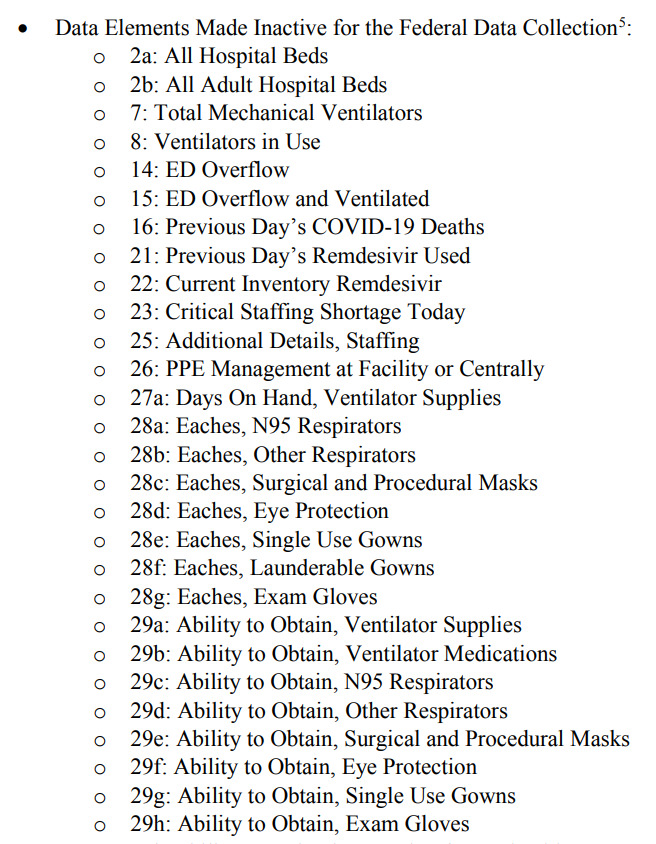 • Data Elements Made Inactive for the Federal Data Collection⁵:
o 2a: All Hospital Beds
o 2b: All Adult Hospital Beds
o 7: Total Mechanical Ventilators
o 8: Ventilators in Use
o 14: ED Overflow
o 15: ED Overflow and Ventilated
o 16: Previous Day’s COVID-19 Deaths
o 21: Previous Day’s Remdesivir Used
o 22: Current Inventory Remdesivir
o 23: Critical Staffing Shortage Today
o 25: Additional Details, Staffing
o 26: PPE Management at Facility or Centrally
o 27a: Days On Hand, Ventilator Supplies
o 28a: Eaches, N95 Respirators
o 28b: Eaches, Other Respirators
o 28c: Eaches, Surgical and Procedural Masks
o 28d: Eaches, Eye Protection
o 28e: Eaches, Single Use Gowns
o 28f: Eaches, Launderable Gowns
o 28g: Eaches, Exam Gloves
o 29a: Ability to Obtain, Ventilator Supplies
o 29b: Ability to Obtain, Ventilator Medications
o 29c: Ability to Obtain, N95 Respirators
o 29d: Ability to Obtain, Other Respirators
o 29e: Ability to Obtain, Surgical and Procedural Masks
o 29f: Ability to Obtain, Eye Protection
o 29g: Ability to Obtain, Single Use Gowns
o 29h: Ability to Obtain, Exam Gloves